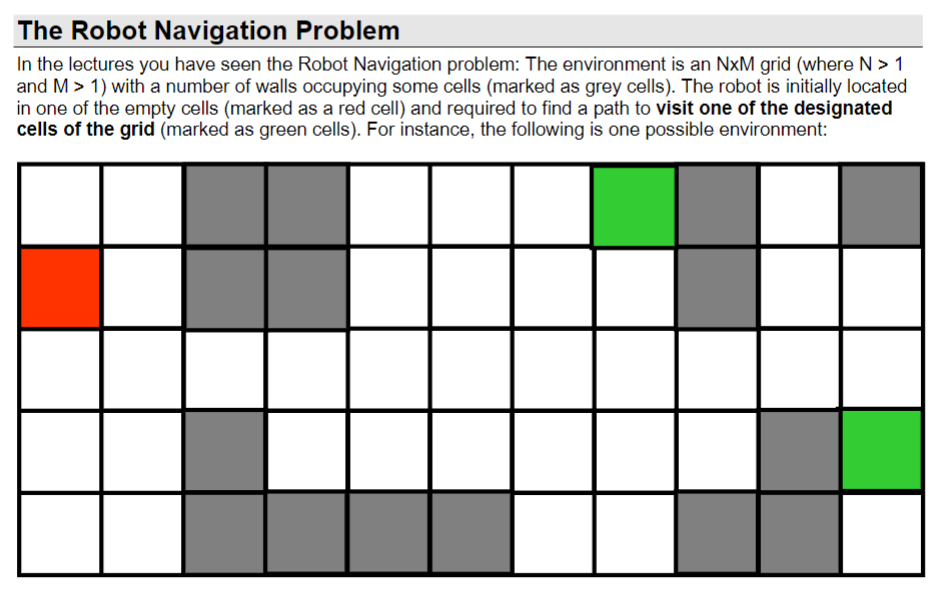 The Robot Navigation Problem
In the lectures you have seen the Robot Navigation problem: The environment is an NxM grid (where N > 1
and M > 1) with a number of walls occupying some cells (marked as grey cells). The robot is initially located
in one of the empty cells (marked as a red cell) and required to find a path to visit one of the designated
cells of the grid (marked as green cells). For instance, the following is one possible environment: